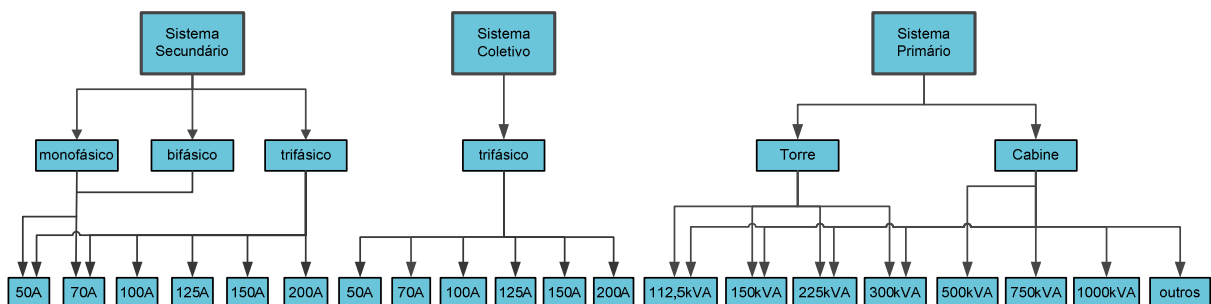 Sistema
Secundário
Sistema
Coletivo
Sistema
Primário
monofásico
bifásico
trifásico
trifásico
Torre
Cabine
50A
70A
100A
125A
150A
200A
50A
70A
100A
125A
150A
200A
112,5kVA
150kVA
225kVA
300kVA
500kVA
750kVA
1000kVA
outros